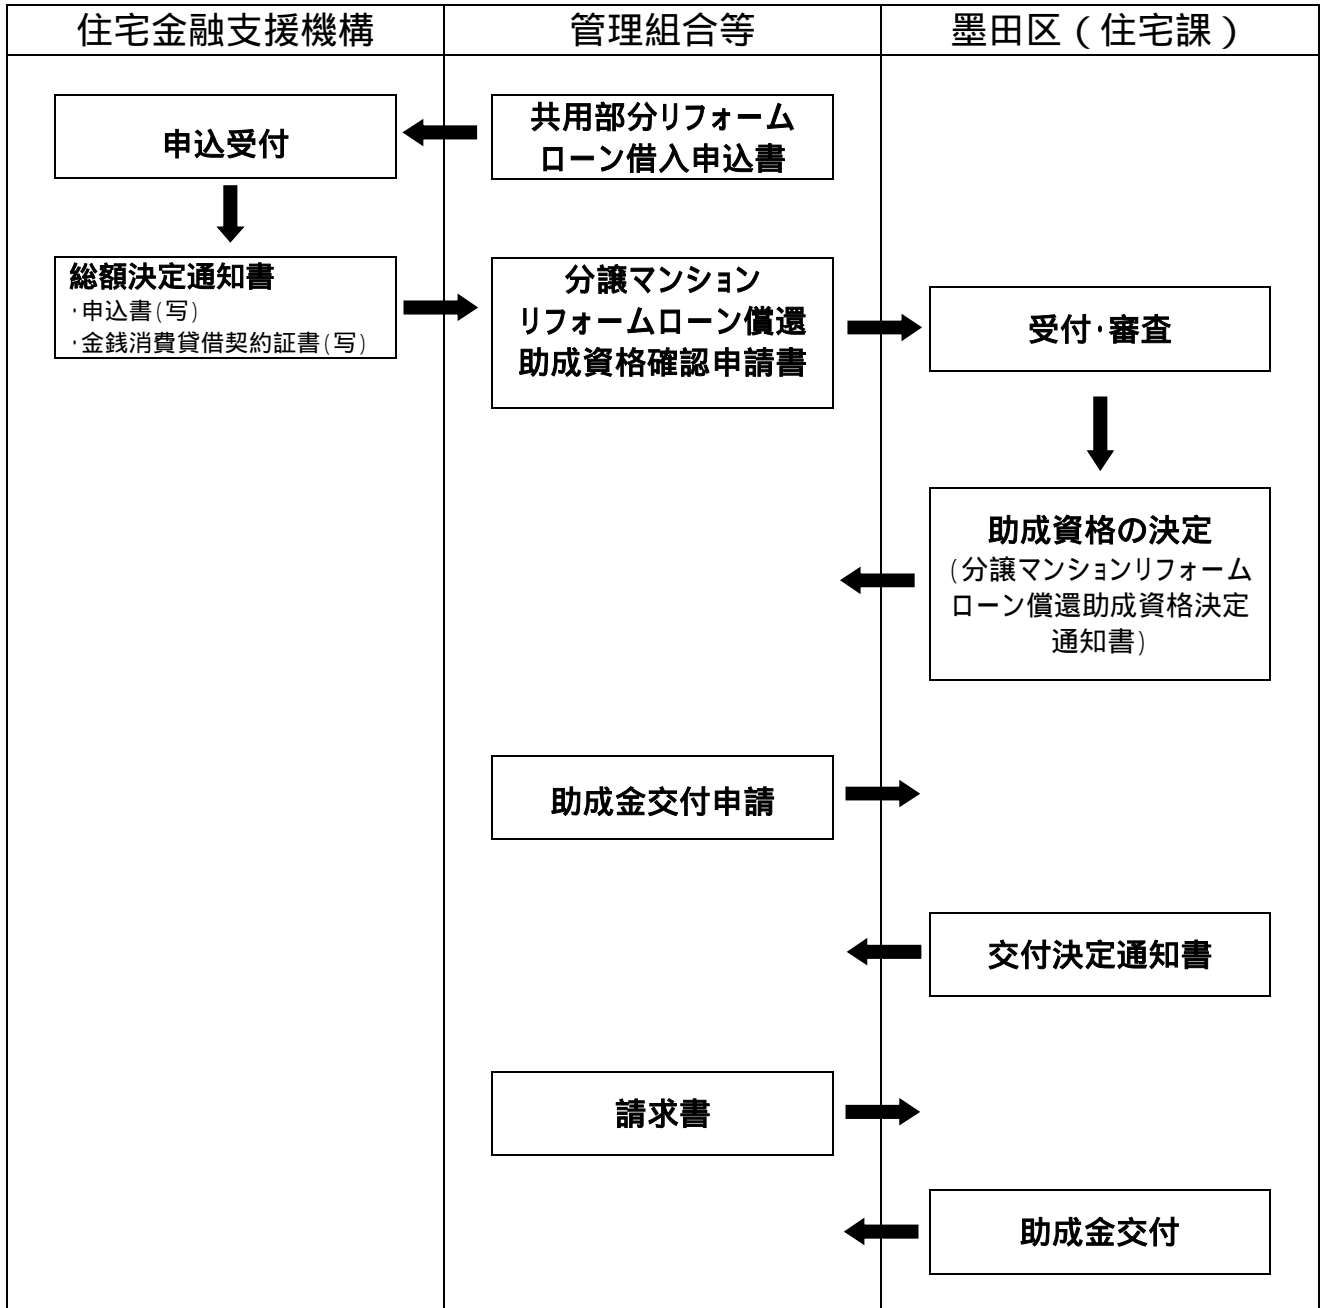 住宅金融支援機構
管理組合等
墨田区（住宅課）
申込受付
共用部分リフォーム
ローン借入申込書
総額決定通知書
・申込書(写)
・金銭消費貸借契約証書(写)
分譲マンション
リフォームローン償還
助成資格確認申請書
受付・審査
助成資格の決定
(分譲マンションリフォーム
ローン償還助成資格決定
通知書)
助成金交付申請
交付決定通知書
請求書
助成金交付